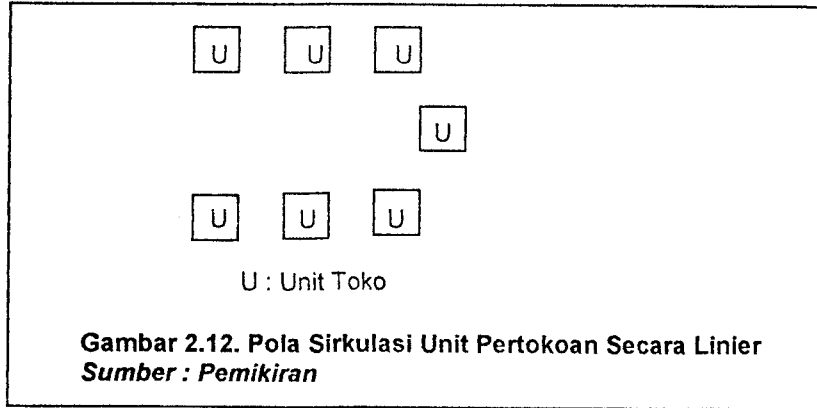 U U U
U
U U U
U : Unit Toko
Gambar 2.12. Pola Sirkulasi Unit Pertokoan Secara Linier
Sumber : Pemikiran